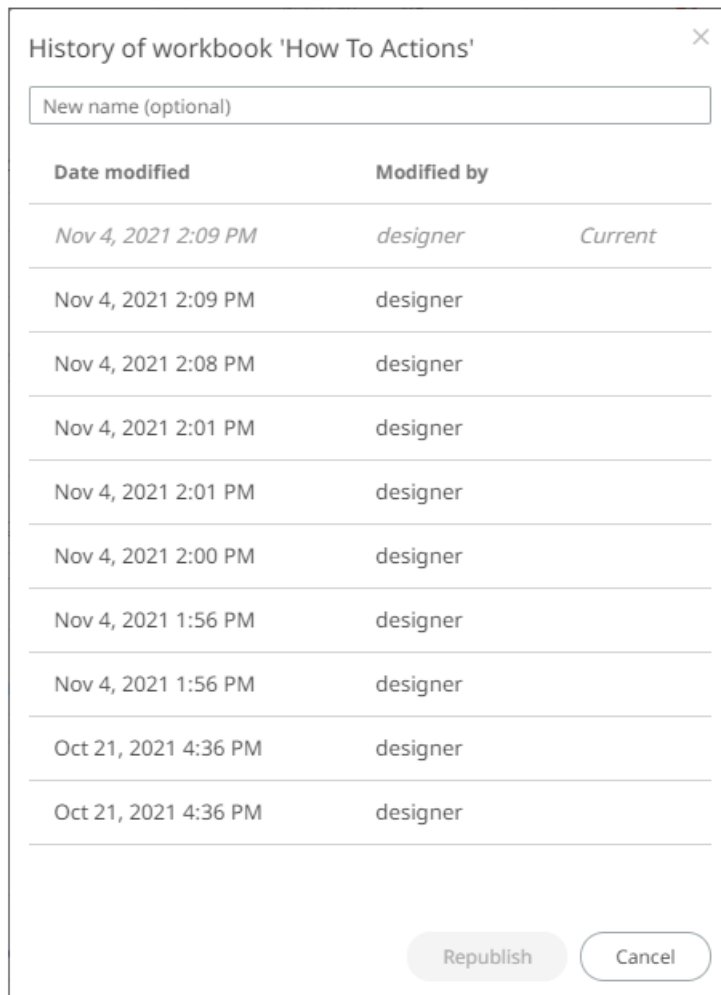 History of workbook 'How To Actions'
New name (optional)
Date modified Modified by
Nov 4, 2021 2:09 PM designer Current
Nov 4, 2021 2:09 PM designer
Nov 4, 2021 2:08 PM designer
Nov 4, 2021 2:01 PM designer
Nov 4, 2021 2:01 PM designer
Nov 4, 2021 2:00 PM designer
Nov 4, 2021 1:56 PM designer
Nov 4, 2021 1:56 PM designer
Oct 21, 2021 4:36 PM designer
Oct 21, 2021 4:36 PM designer
Republish Cancel